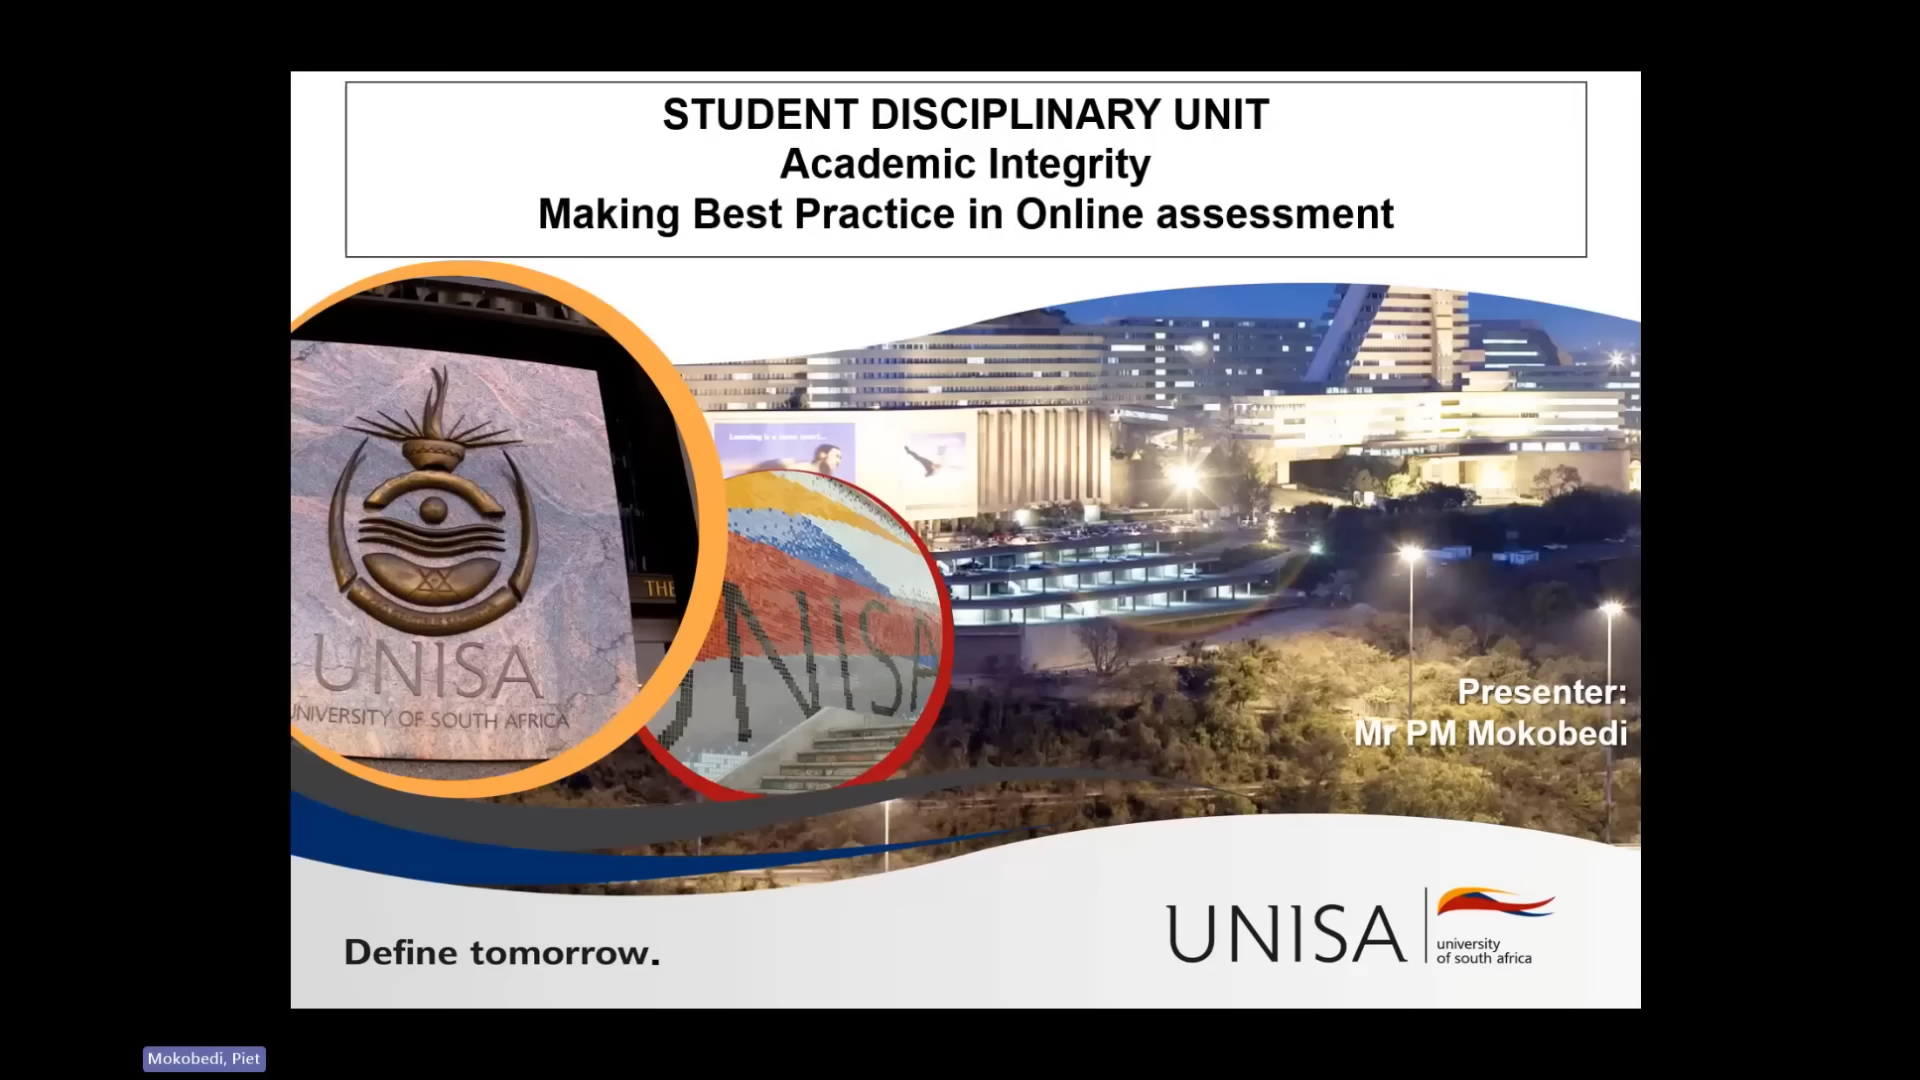 STUDENT DISCIPLINARY UNIT
Academic Integrity
Making Best Practice in Online assessment
THE
UNISA
UNIVERSITY OF SOUTH AFRICA
UNISA
Presenter:
Mr PM Mokobedi
Define tomorrow.
UNISA
university
of south africa
Mokobedi, Piet